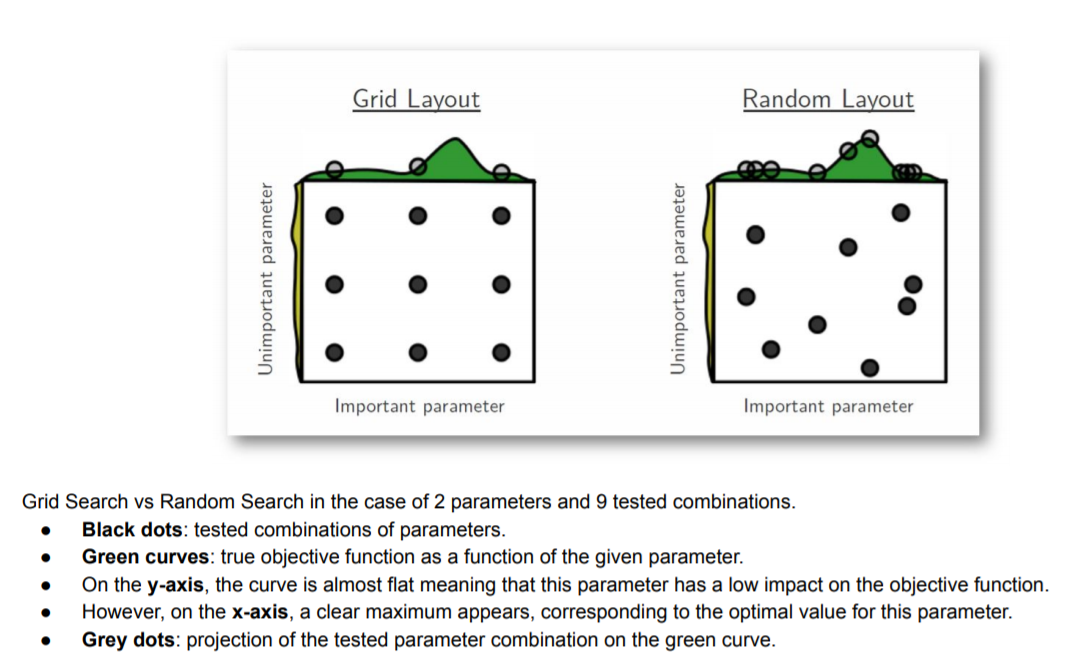 Grid Layout
Random Layout
Unimportant parameter
Unimportant parameter
Important parameter
Important parameter
Grid Search vs Random Search in the case of 2 parameters and 9 tested combinations.
● Black dots: tested combinations of parameters.
● Green curves: true objective function as a function of the given parameter.
● On the y-axis, the curve is almost flat meaning that this parameter has a low impact on the objective function.
● However, on the x-axis, a clear maximum appears, corresponding to the optimal value for this parameter.
● Grey dots: projection of the tested parameter combination on the green curve.